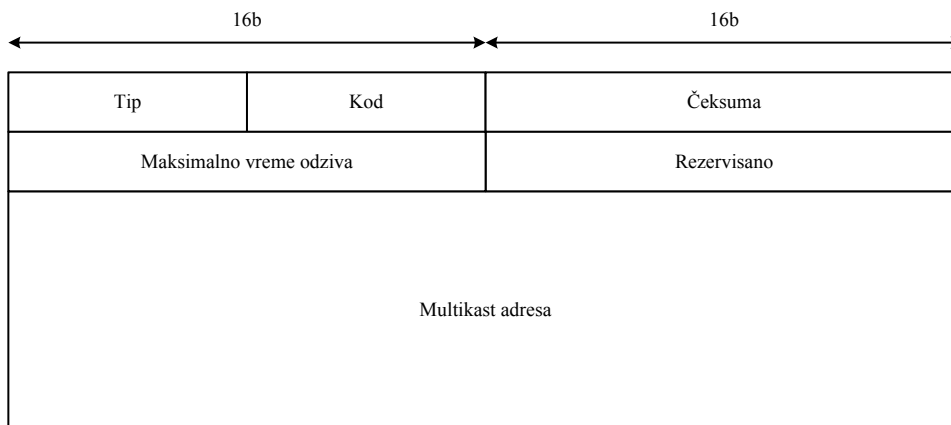 16b 16b
Tip Kod Čeksuma
Maksimalno vreme odziva Rezervisano
Multikast adresa